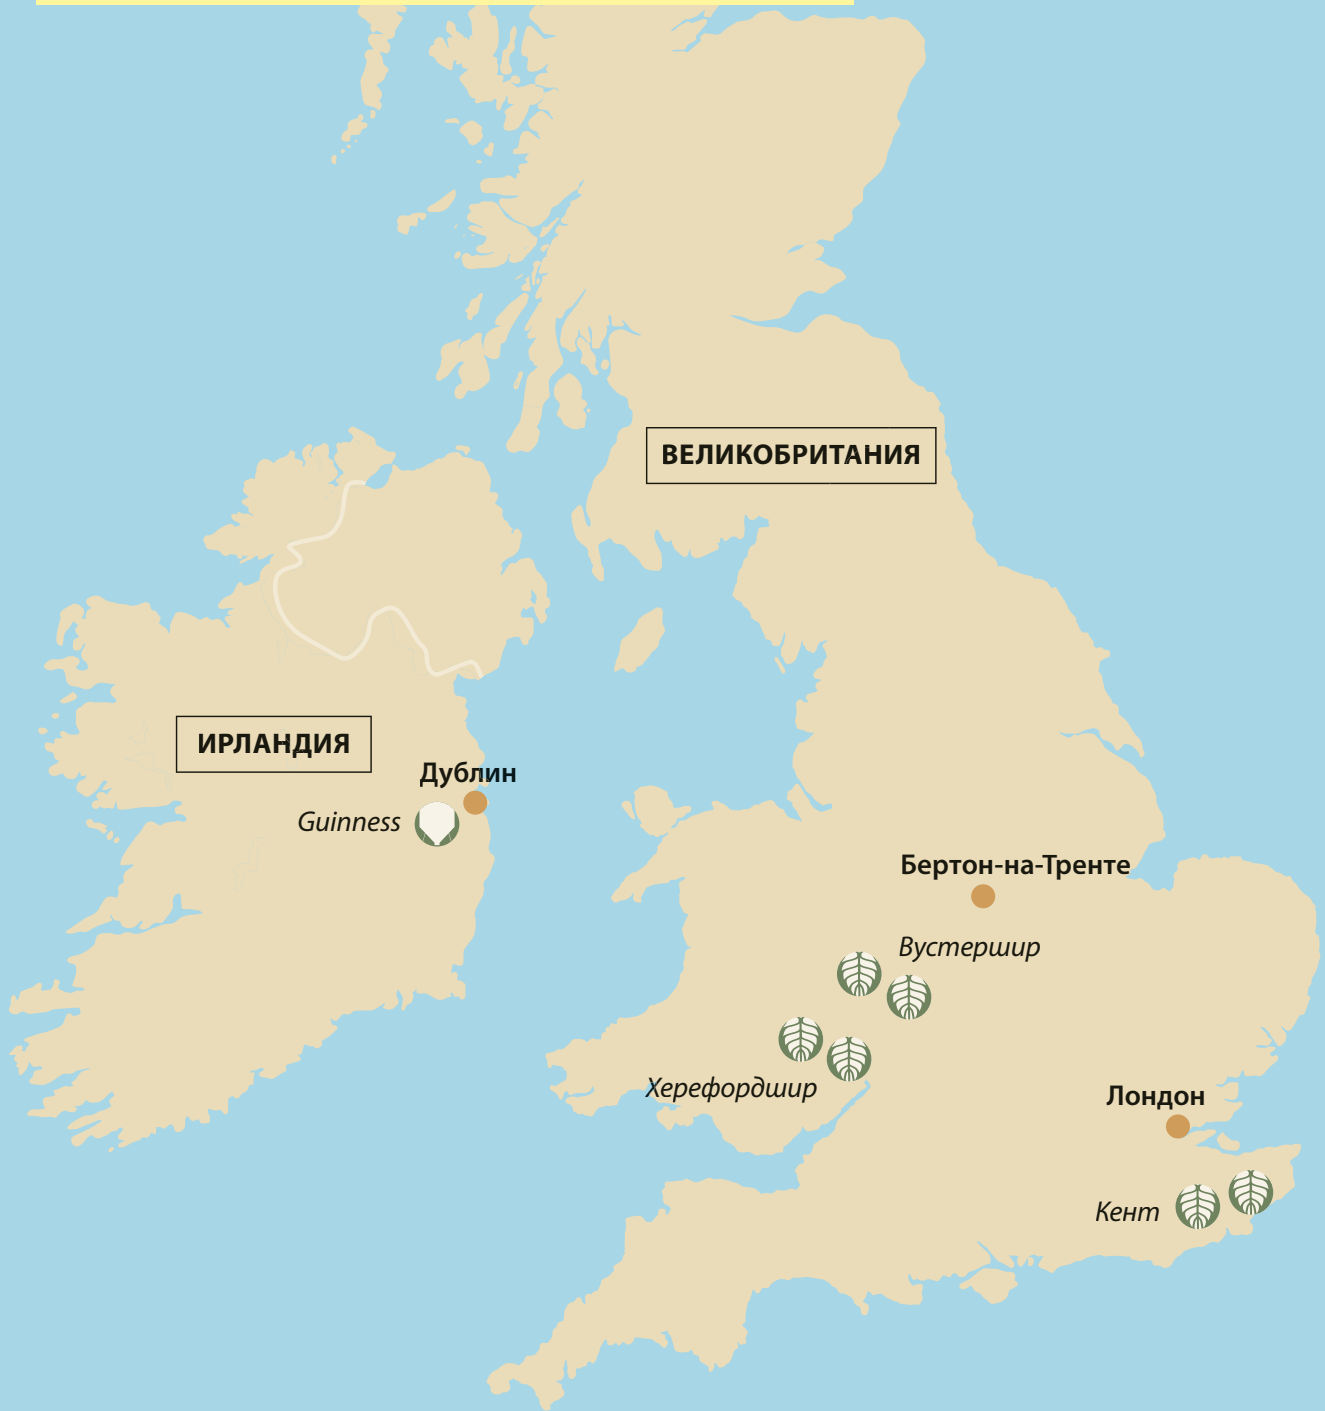 ВЕЛИКОБРИТАНИЯ
ИРЛАНДИЯ
Дублин
Guinness
Бертон-на-Тренте
Вустершир
Херефордшир
Лондон
Кент